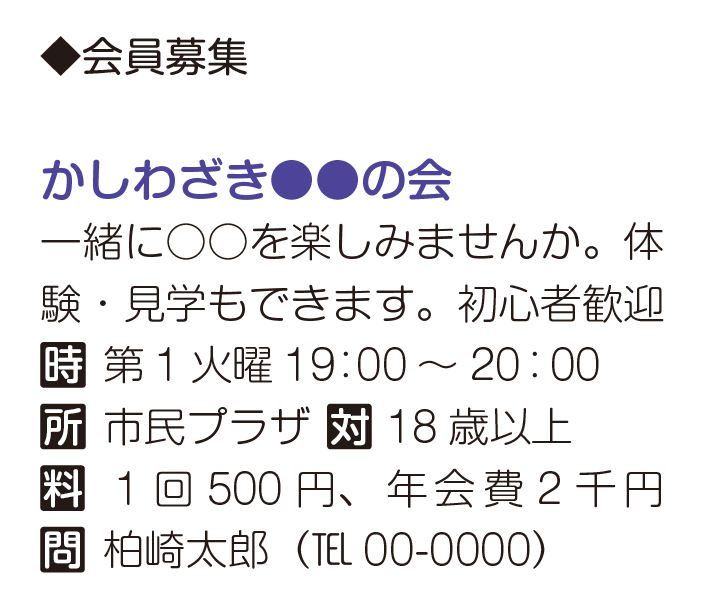 ◆会員募集
かしわざき●●の会
一緒に○○を楽しみませんか。体
験・見学もできます。初心者歓迎
時 第1火曜 19:00 ～ 20:00
所 市民プラザ 対 18歳以上
料 1回500円、年会費2千円
問 柏崎太郎（℡ 00-0000）